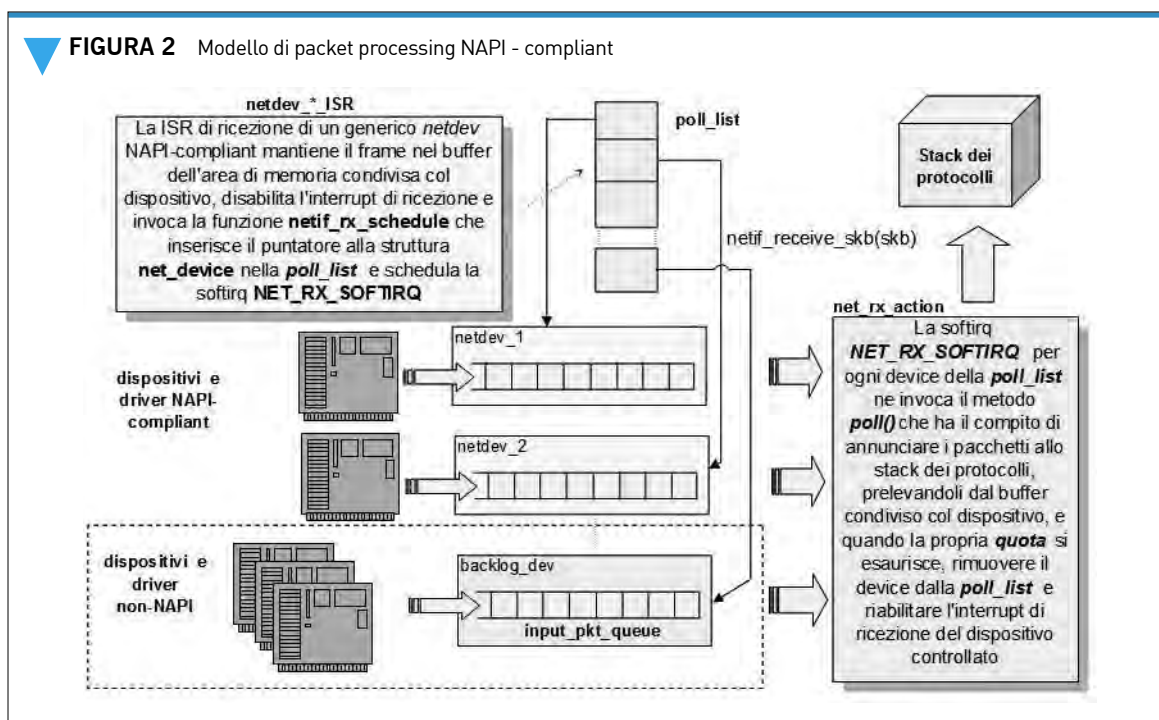 FIGURA 2 Modello di packet processing NAPI - compliant
netdev_*_ISR
La ISR di ricezione di un generico netdev
NAPI-compliant mantiene il frame nel buffer
dell'area di memoria condivisa col
dispositivo, disabilita l'interrupt di ricezione e
invoca la funzione netif_rx_schedule che
inserisce il puntatore alla struttura
net_device nella poll_list e schedula la
softirq NET_RX_SOFTIRQ
poll_list
Stack dei
protocolli
netif_receive_skb(skb)
dispositivi e
driver NAPI-
compliant
netdev_1
netdev_2
dispositivi e
driver
non-NAPI
backlog_dev
input_pkt_queue
net_rx_action
La softirq
NET_RX_SOFTIRQ per
ogni device della poll_list
ne invoca il metodo
poll() che ha il compito di
annunciare i pacchetti allo
stack dei protocolli,
prelevandoli dal buffer
condiviso col dispositivo, e
quando la propria quota si
esaurisce, rimuovere il
device dalla poll_list e
riabilitare l'interrupt di
ricezione del dispositivo
controllato